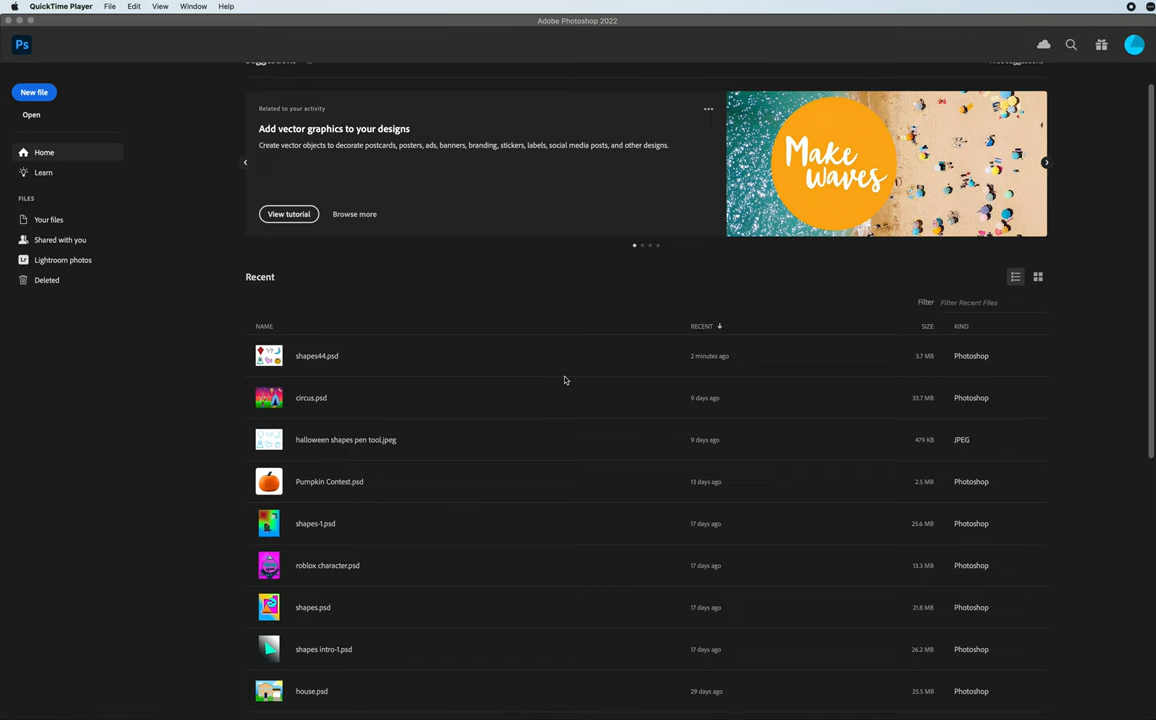 QuickTime Player File Edit View Window Help
Adobe Photoshop 2022
Ps
New file
Open
Home
Learn
FILES
Your files
Shared with you
Lr Lightroom photos
Deleted
Related to your activity
Add vector graphics to your designs
Create vector objects to decorate postcards, posters, ads, banners, branding, stickers, labels, social media posts, and other designs.
View tutorial Browse more
Make
waves
Recent
Filter Filter Recent Files
NAME RECENT SIZE KIND
shapes44.psd 2 minutes ago 3.7 MB Photoshop
circus.psd 9 days ago 33.7 MB Photoshop
halloween shapes pen tool.jpeg 9 days ago 479 KB JPEG
Pumpkin Contest.psd 13 days ago 2.5 MB Photoshop
shapes-1.psd 17 days ago 25.6 MB Photoshop
roblox character.psd 17 days ago 13.3 MB Photoshop
shapes.psd 17 days ago 21.8 MB Photoshop
shapes intro-1.psd 17 days ago 26.2 MB Photoshop
house.psd 29 days ago 25.5 MB Photoshop